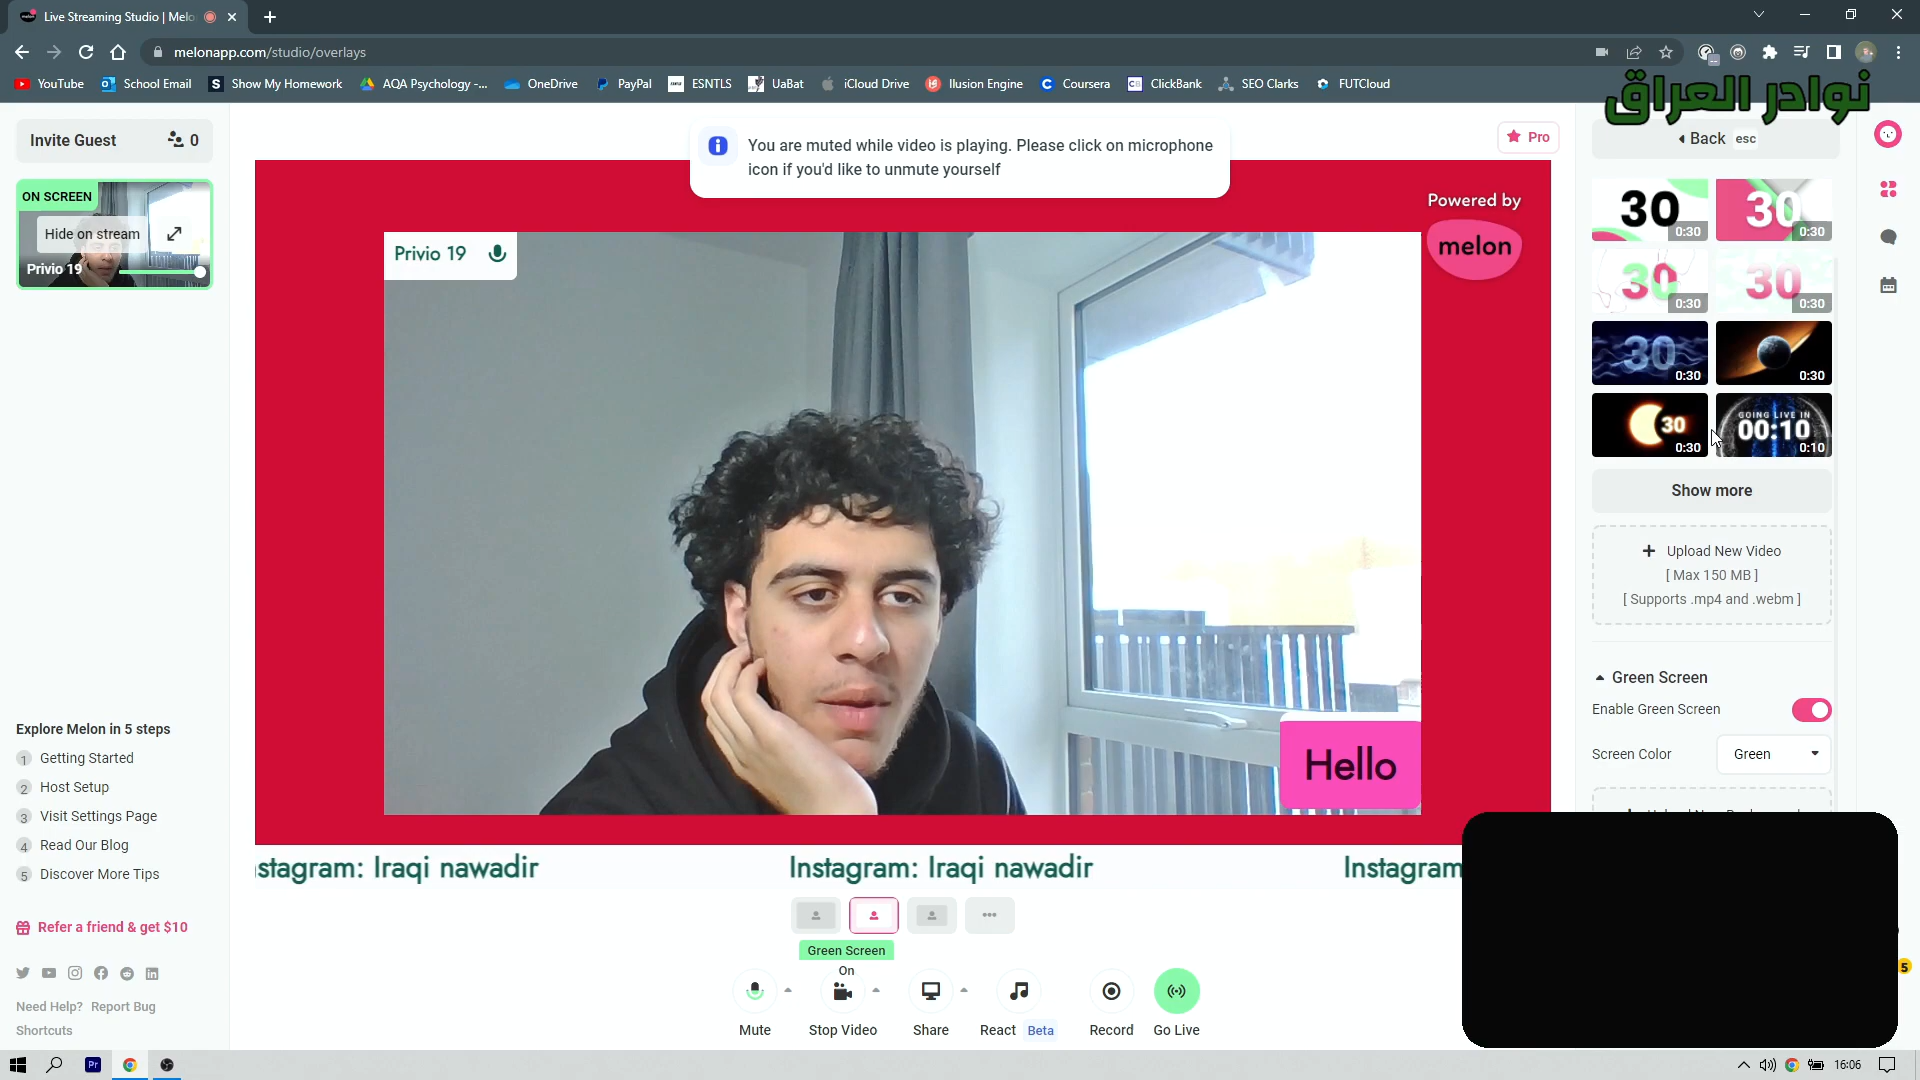 Live Streaming Studio | Melo
melonapp.com/studio/overlays
YouTube
School Email
Show My Homework
AQA Psychology -...
OneDrive
PayPal
ESNTLS
UaBat
iCloud Drive
Ilusion Engine
Coursera
ClickBank
SEO Clarks
FUTCloud
نوادر العراق
Invite Guest 0
ON SCREEN
Hide on stream
Privio 19
You are muted while video is playing. Please click on microphone
icon if you'd like to unmute yourself
Pro
Back esc
Powered by
melon
Privio 19
Hello
30 0:30
30 0:30
30 0:30
30 0:30
30 0:30
0:30
30 0:30
GOING LIVE IN
00:10
0:10
Show more
+ Upload New Video
[ Max 150 MB ]
[ Supports .mp4 and .webm ]
Green Screen
Enable Green Screen
Screen Color Green
Explore Melon in 5 steps
1 Getting Started
2 Host Setup
3 Visit Settings Page
4 Read Our Blog
5 Discover More Tips
Refer a friend & get $10
Need Help? Report Bug
Shortcuts
stagram: Iraqi nawadir Instagram: Iraqi nawadir Instagram
Green Screen
On
Mute
Stop Video
Share
React Beta
Record
Go Live
5
Pr
16:06